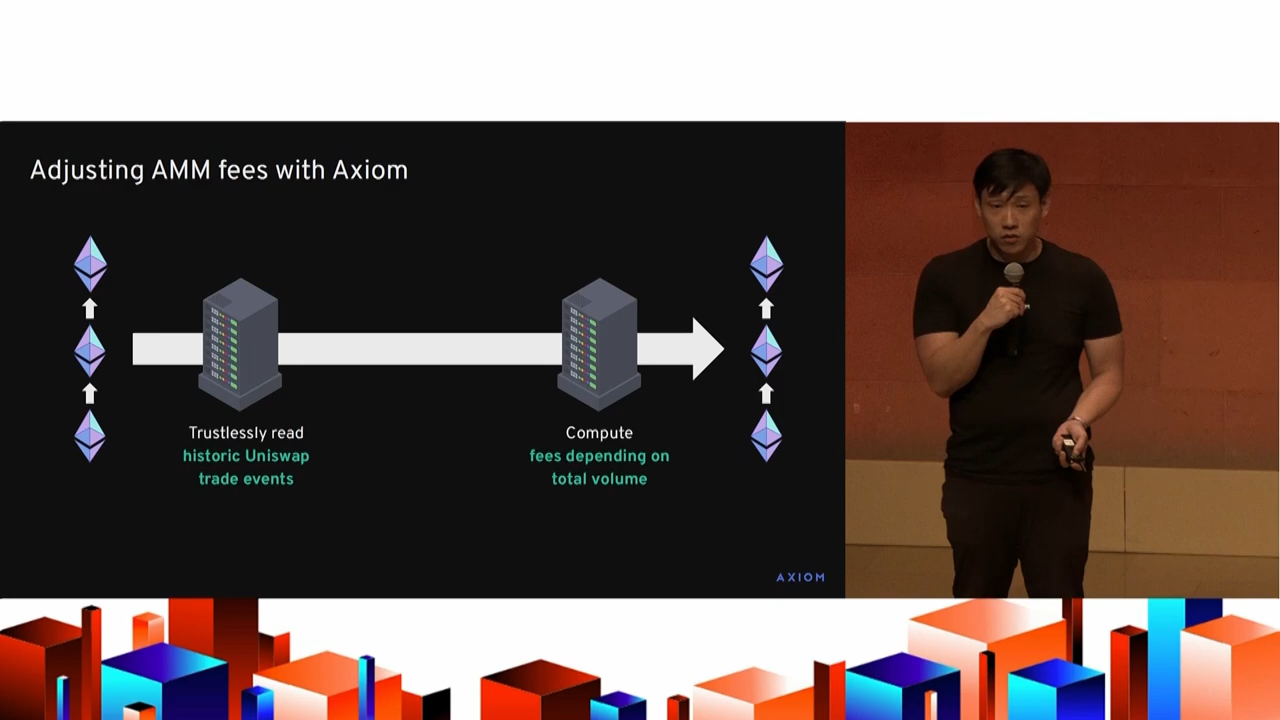 Adjusting AMM fees with Axiom
Trustlessly read
historic Uniswap
trade events
Compute
fees depending on
total volume
AXIOM